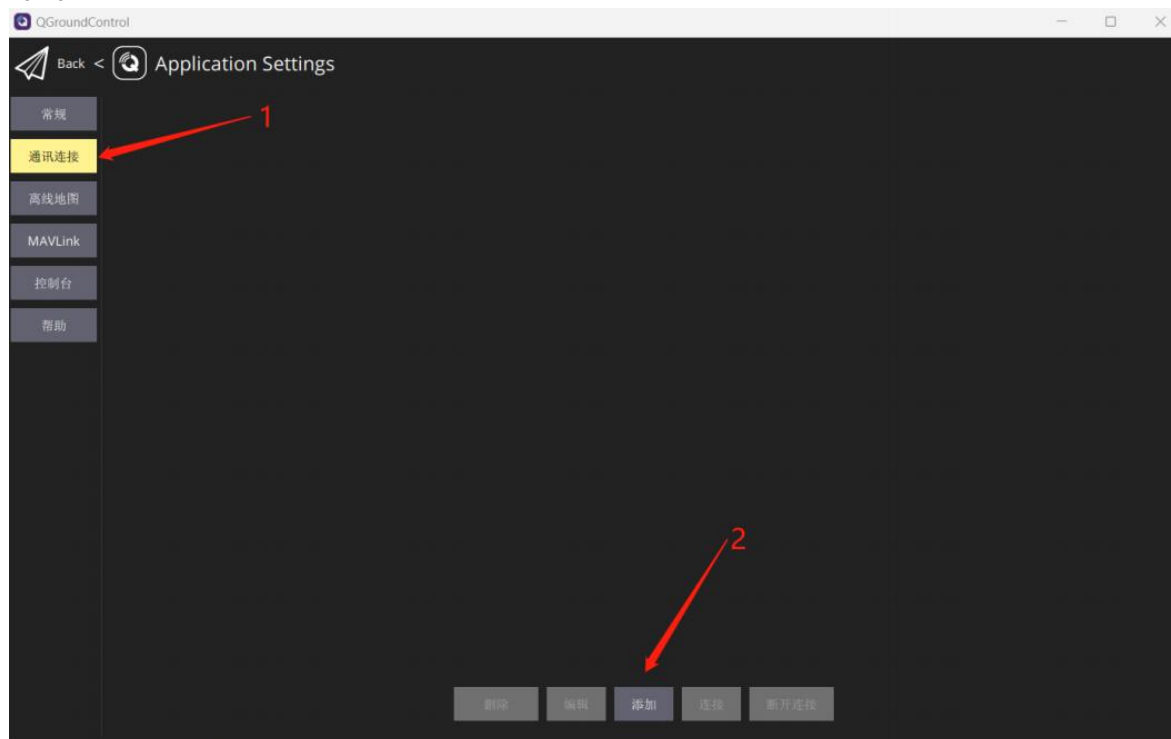 QGroundControl
Back < Application Settings
常规
1
通讯连接
离线地图
MAVLink
控制台
帮助
2
删除 编辑 添加 连接 断开连接